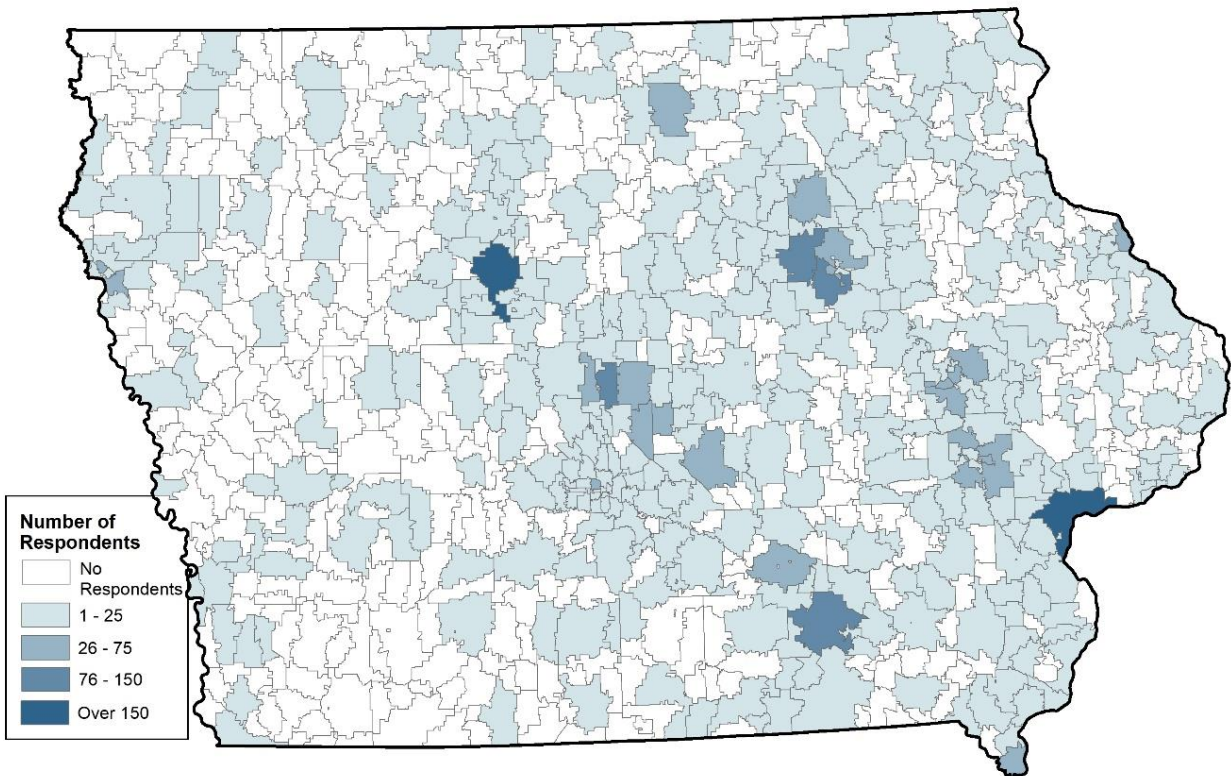 Number of
Respondents
No
Respondents
1 - 25
26 - 75
76 - 150
Over 150